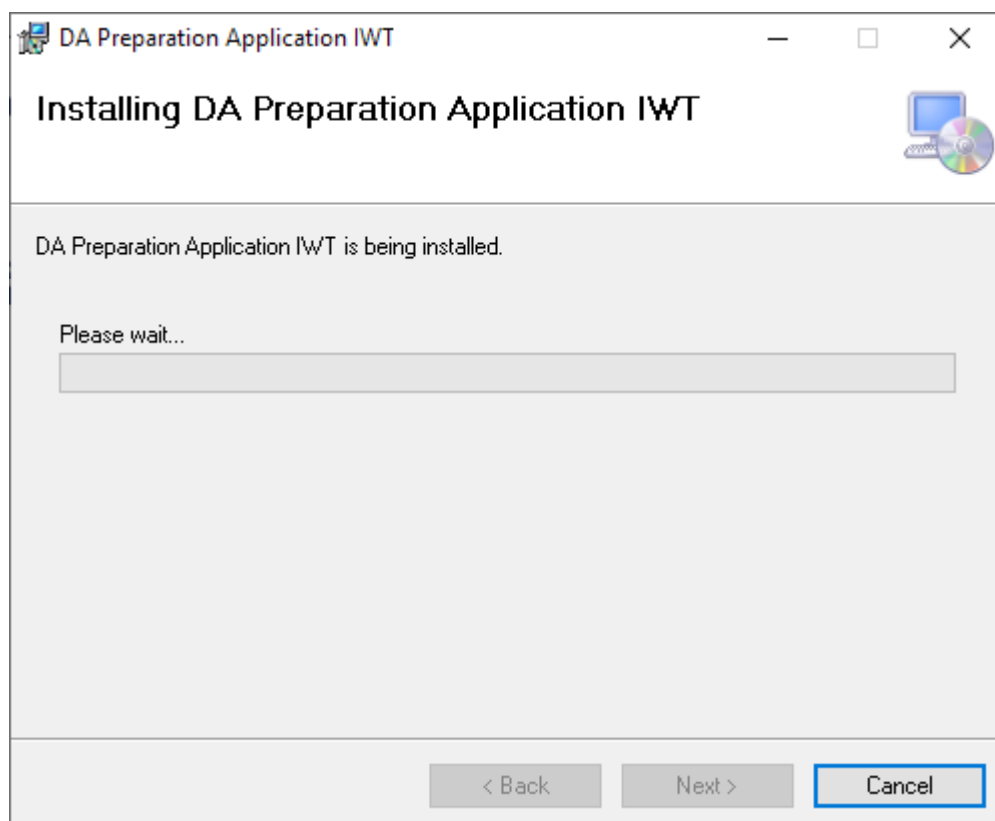 DA Preparation Application IWT
Installing DA Preparation Application IWT
DA Preparation Application IWT is being installed.
Please wait...
< Back
Next >
Cancel